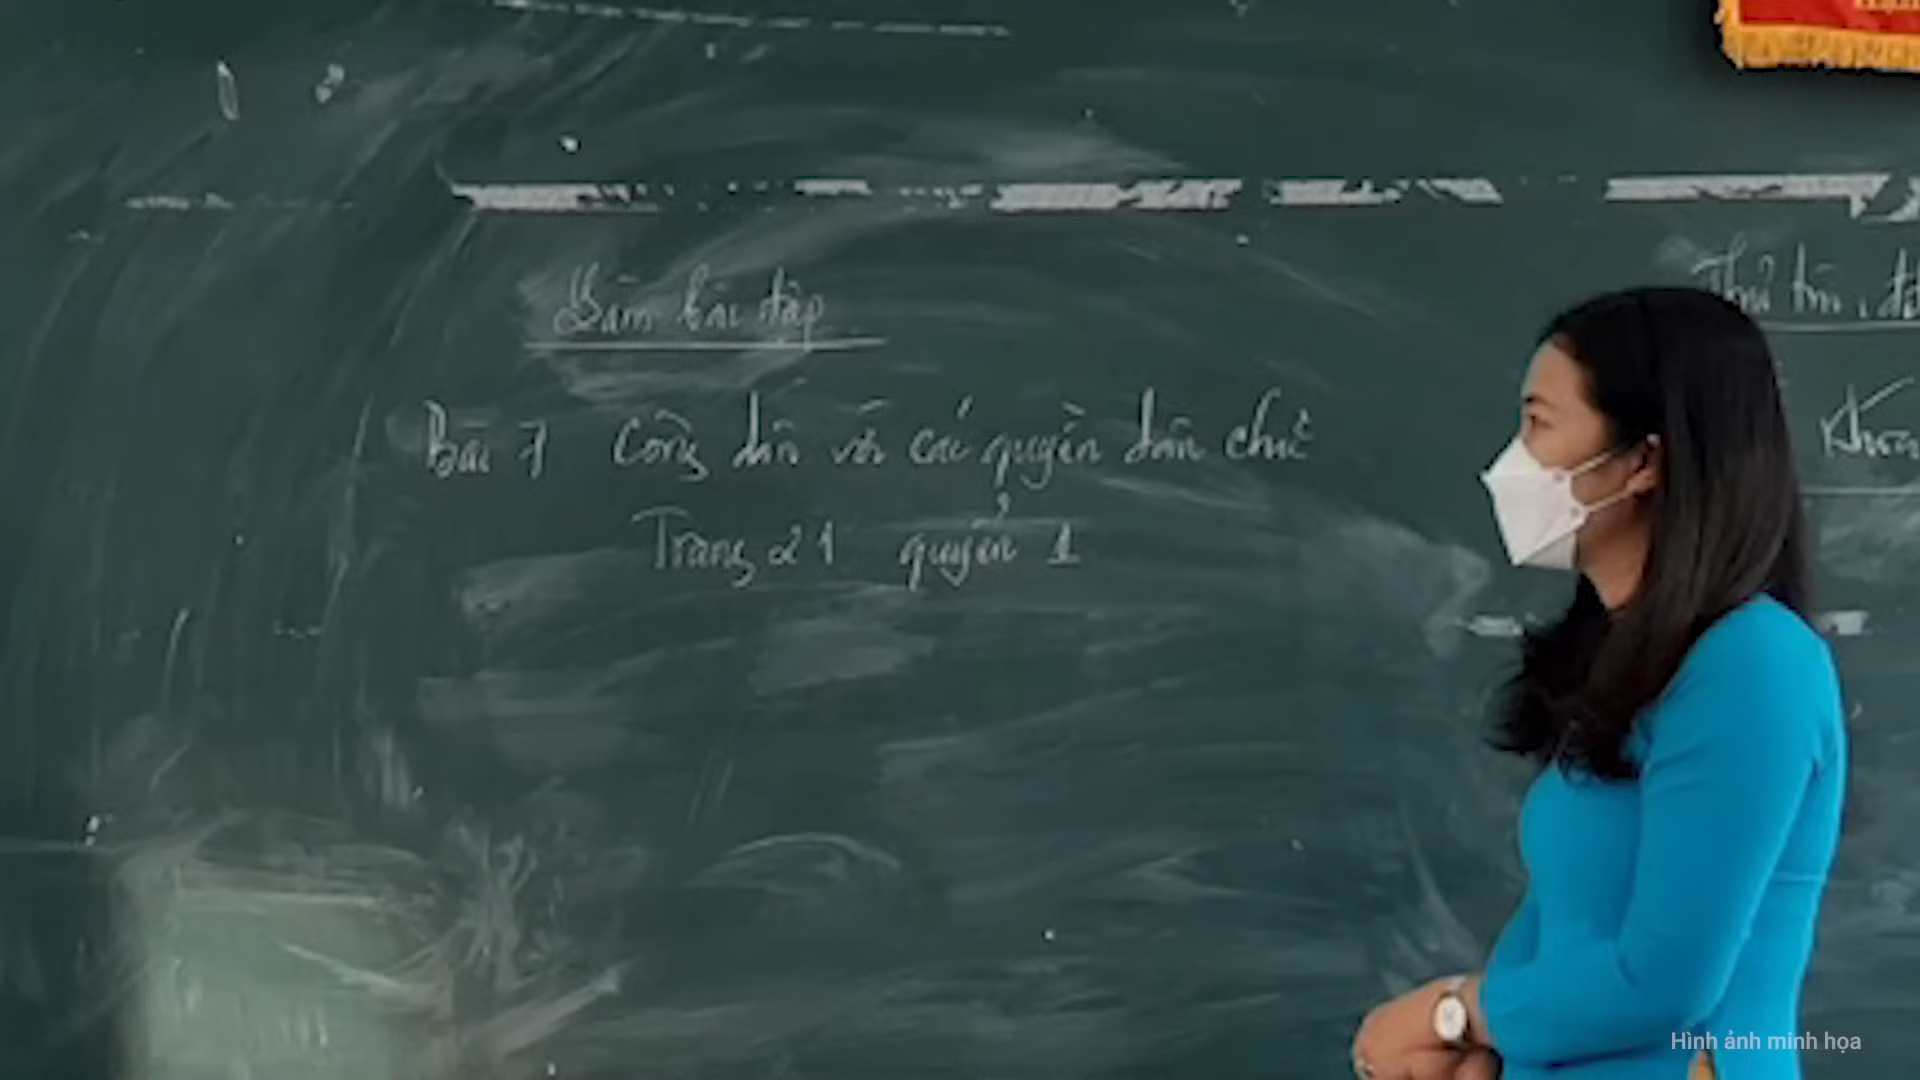 Làm bài tập
Bài 7 Công dân với các quyền dân chủ
Trang 21 quyển 1
Hình ảnh minh họa